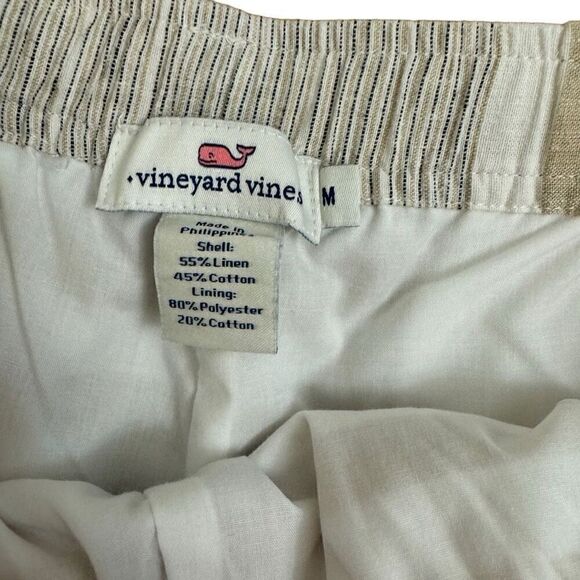 vineyard vines
M
Made in
Philippines
Shell:
55% Linen
45% Cotton
Lining:
80% Polyester
20% Cotton